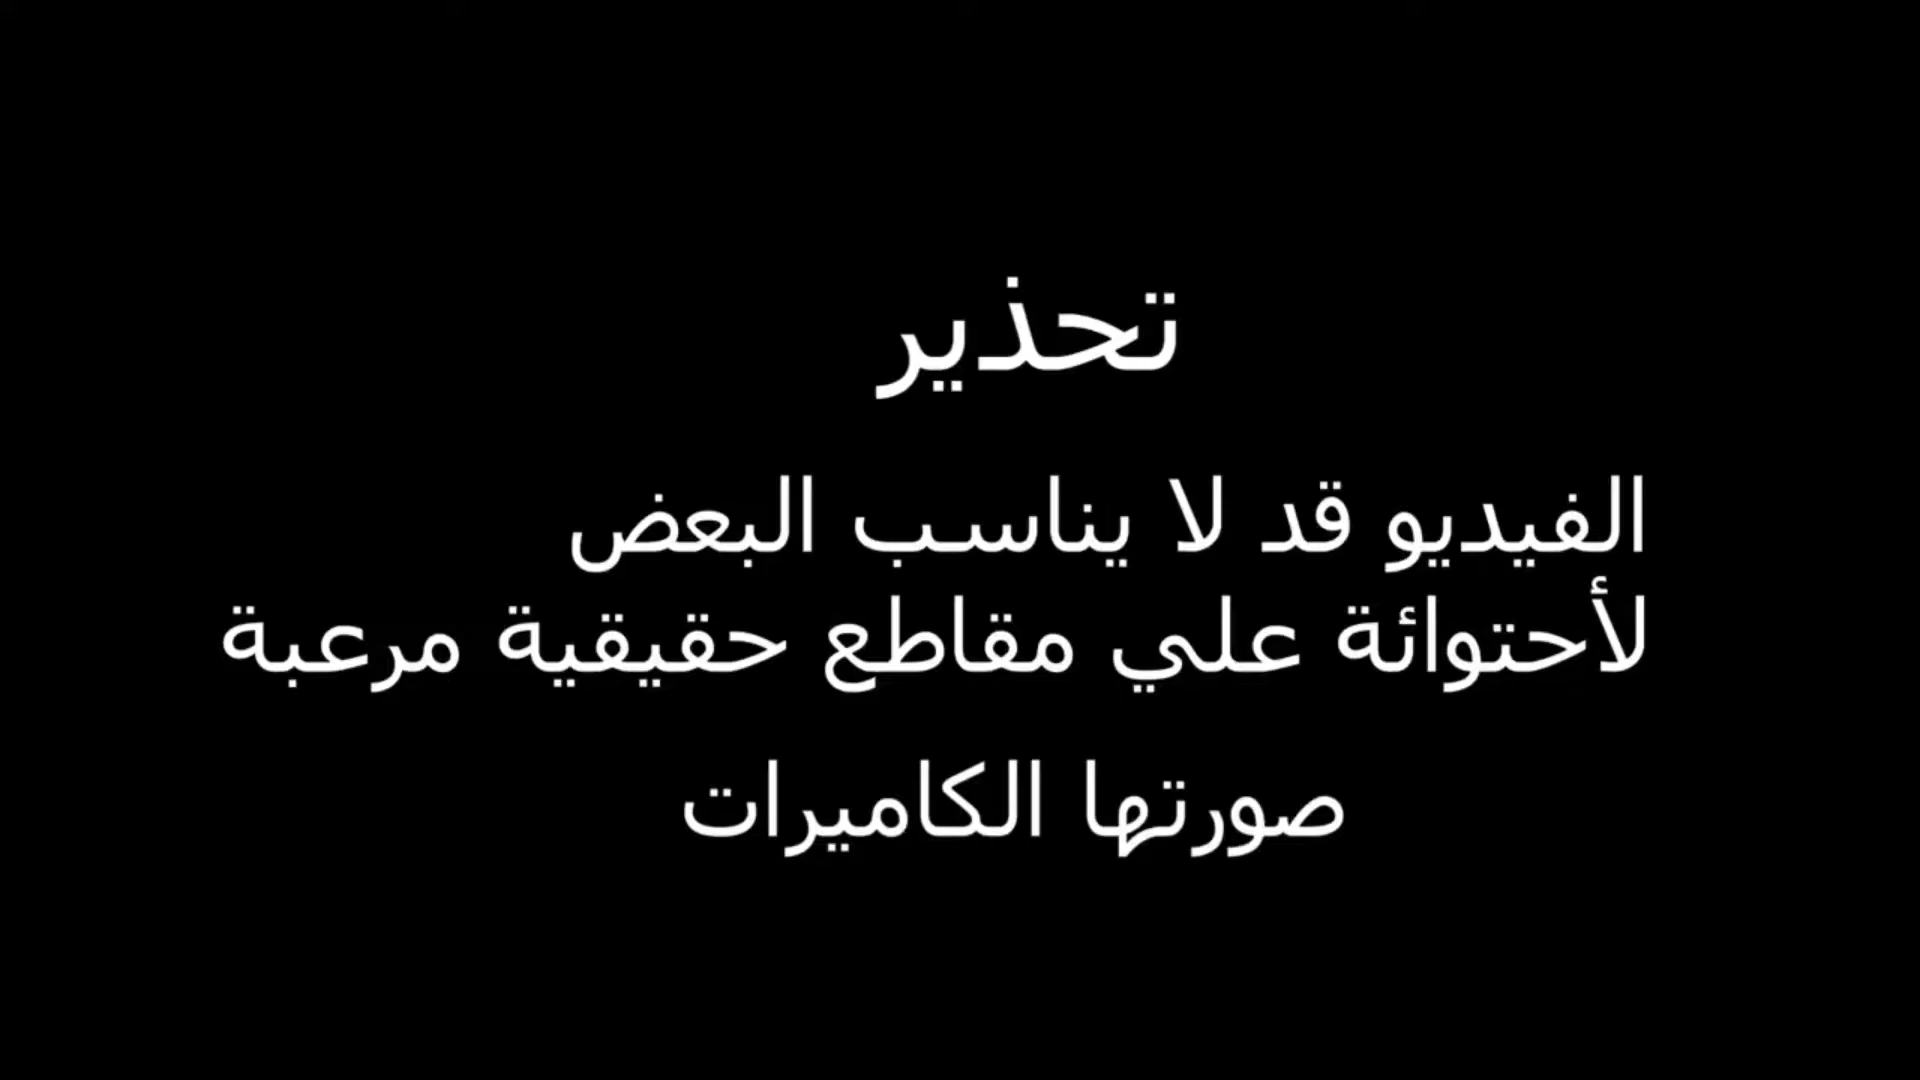 تحذير
الفيديو قد لا يناسب البعض
لأحتوائة علي مقاطع حقيقية مرعبة
صورتها الكاميرات